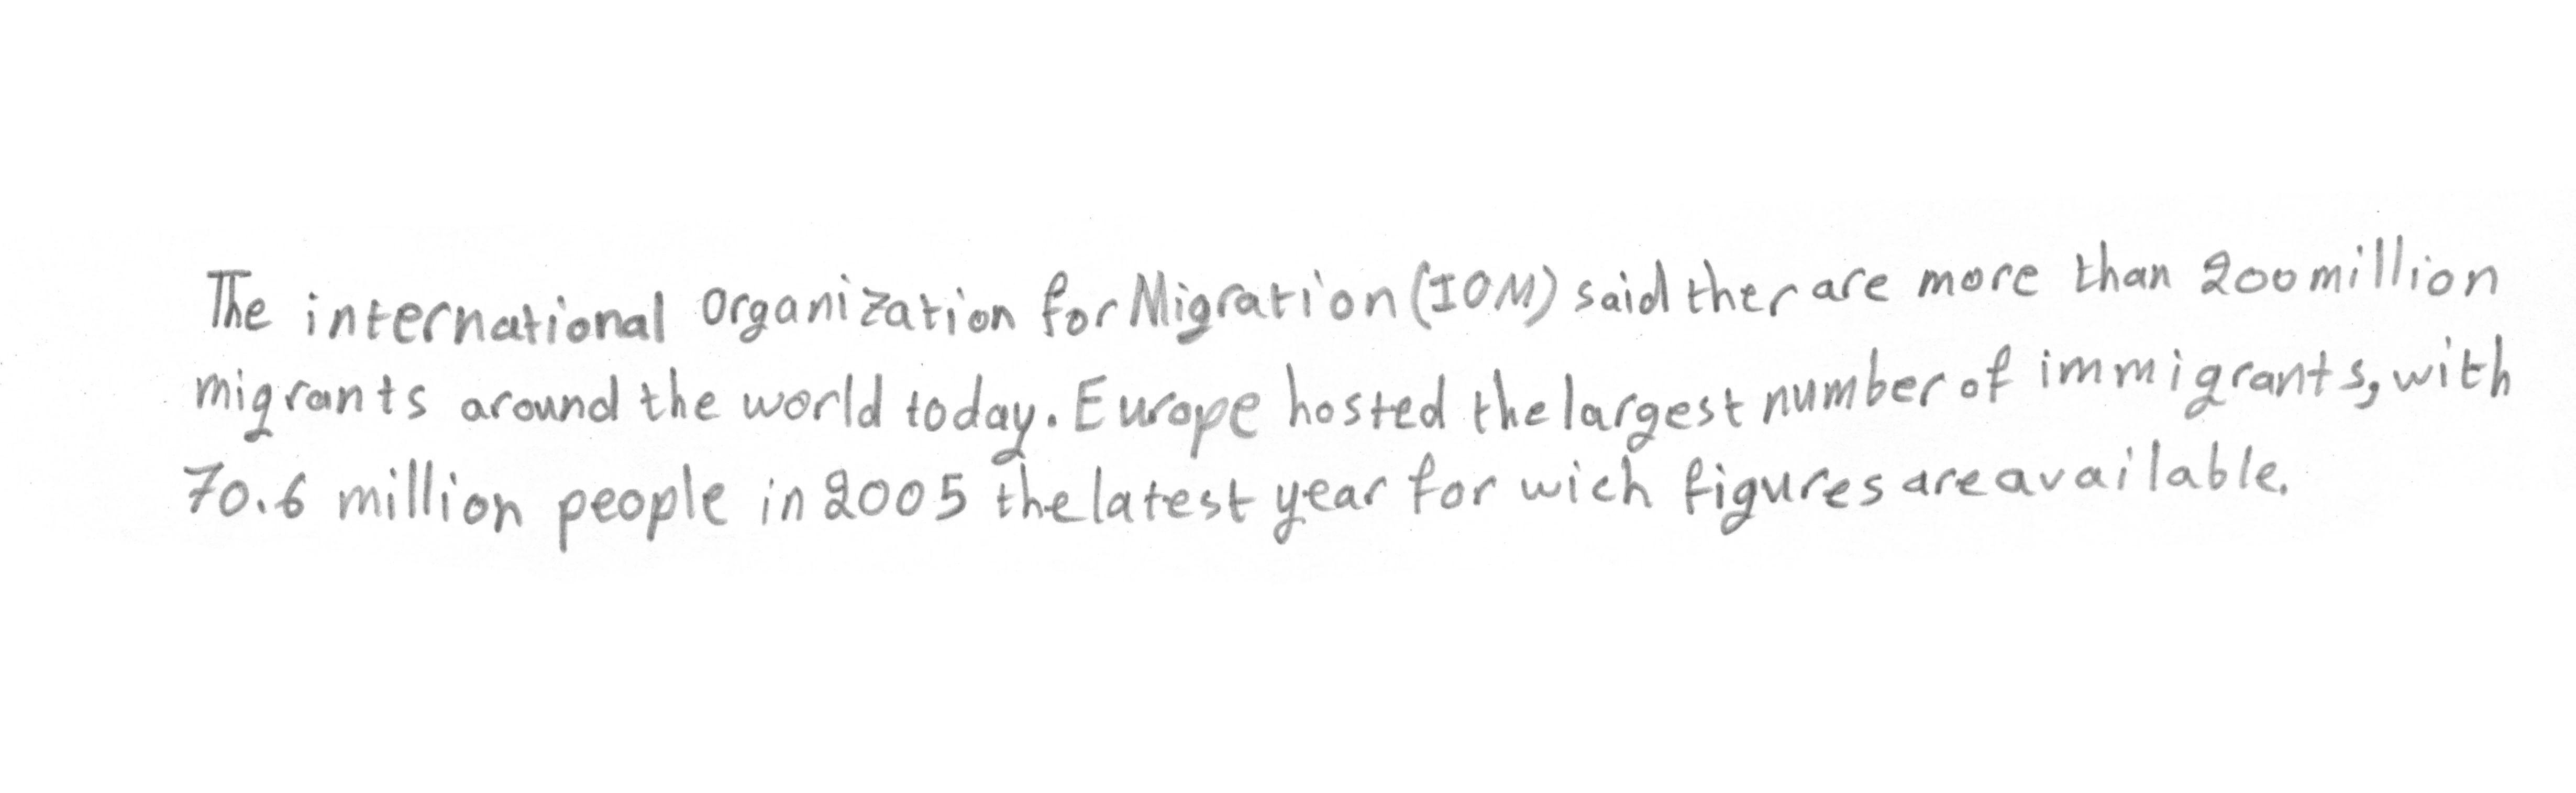 The international organization for Migration (IOM) said ther are more than 200 million
migrants around the world today. Europe hosted the largest number of immigrants, with
70.6 million people in 2005 the latest year for wich figures are available.